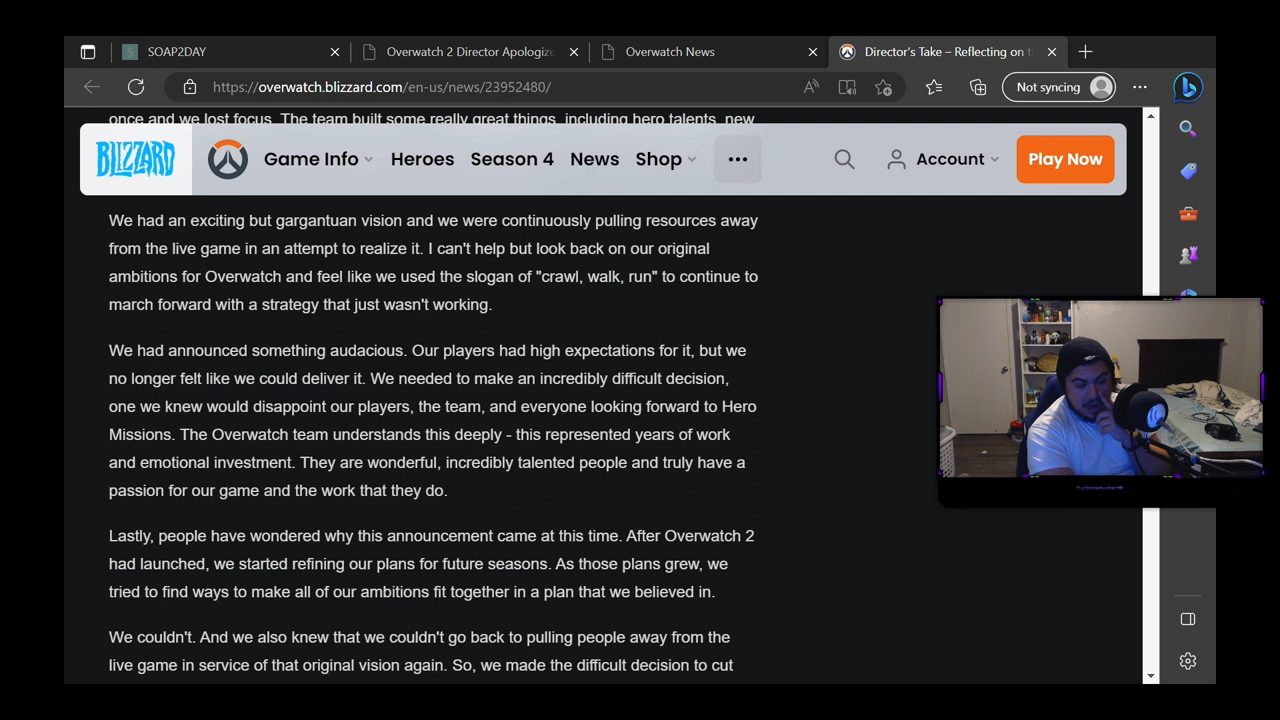 SOAP2DAY
Overwatch 2 Director Apologize
Overwatch News
Director's Take – Reflecting on
Not syncing
https://overwatch.blizzard.com/en-us/news/23952480/
once and we lost focus. The team built some really great things, including hero talents, new
BLIZZARD
Game Info
Heroes
Season 4
News
Shop
Account
Play Now
We had an exciting but gargantuan vision and we were continuously pulling resources away
from the live game in an attempt to realize it. I can't help but look back on our original
ambitions for Overwatch and feel like we used the slogan of "crawl, walk, run" to continue to
march forward with a strategy that just wasn't working.
We had announced something audacious. Our players had high expectations for it, but we
no longer felt like we could deliver it. We needed to make an incredibly difficult decision,
one we knew would disappoint our players, the team, and everyone looking forward to Hero
Missions. The Overwatch team understands this deeply - this represented years of work
and emotional investment. They are wonderful, incredibly talented people and truly have a
passion for our game and the work that they do.
Lastly, people have wondered why this announcement came at this time. After Overwatch 2
had launched, we started refining our plans for future seasons. As those plans grew, we
tried to find ways to make all of our ambitions fit together in a plan that we believed in.
We couldn't. And we also knew that we couldn't go back to pulling people away from the
live game in service of that original vision again. So, we made the difficult decision to cut